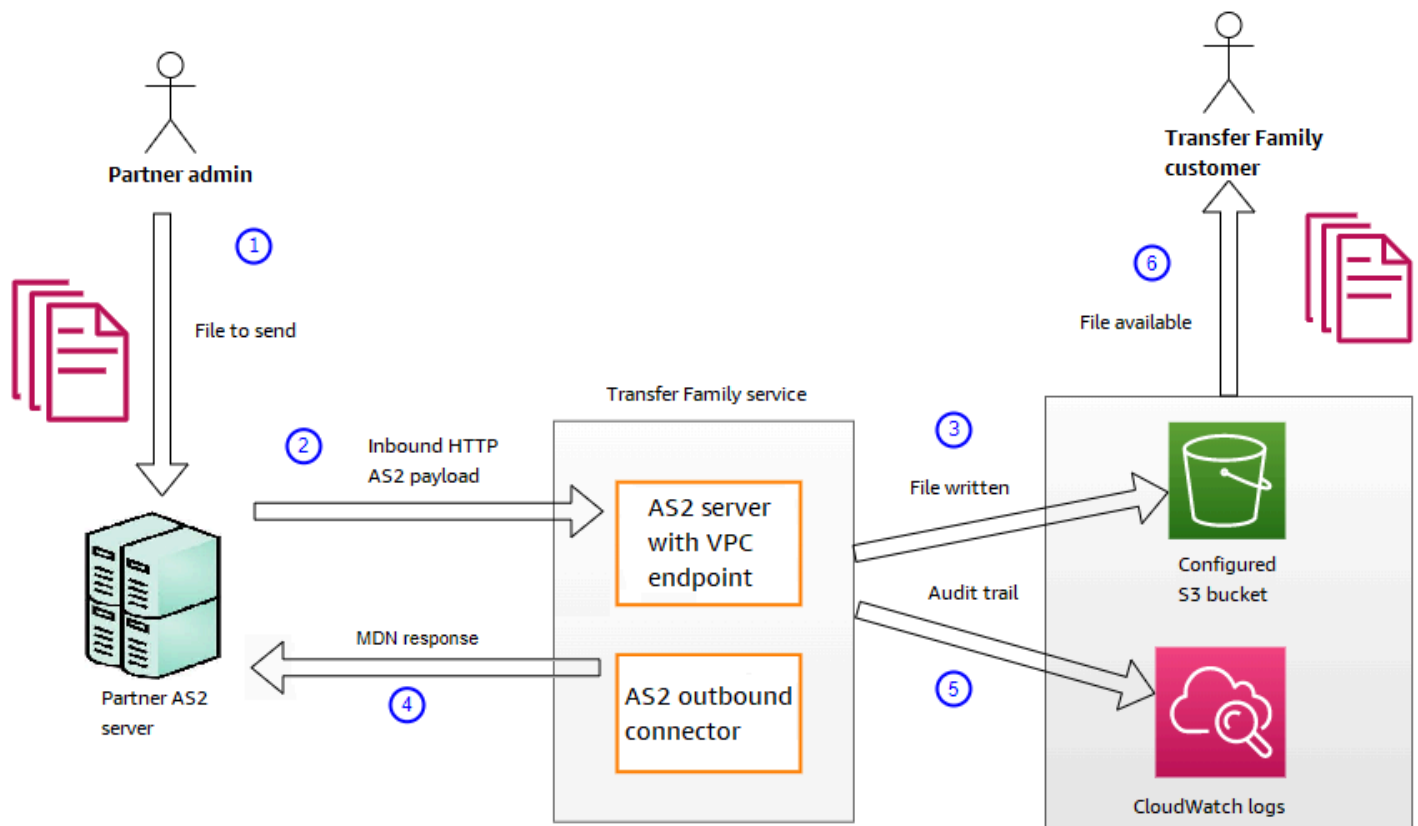 Partner admin
Transfer Family
customer
1
File to send
6
File available
Transfer Family service
2
Inbound HTTP
AS2 payload
3
File written
AS2 server
with VPC
endpoint
Configured
S3 bucket
Audit trail
MDN response
4
5
AS2 outbound
connector
Partner AS2
server
CloudWatch logs